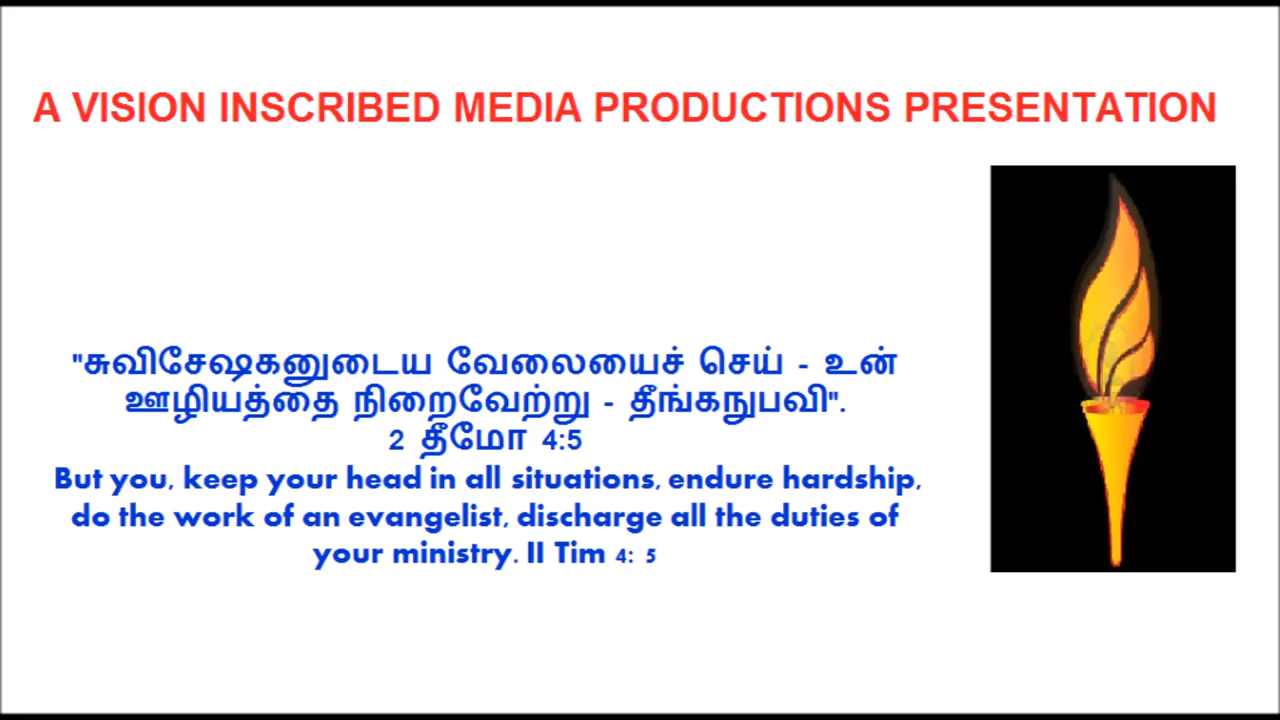 A VISION INSCRIBED MEDIA PRODUCTIONS PRESENTATION
"சுவிசேஷகனுடைய வேலையைச் செய் - உன்
ஊழியத்தை நிறைவேற்று - தீங்கநுபவி".
2 தீமோ 4:5
But you, keep your head in all situations, endure hardship,
do the work of an evangelist, discharge all the duties of
your ministry. II Tim 4: 5